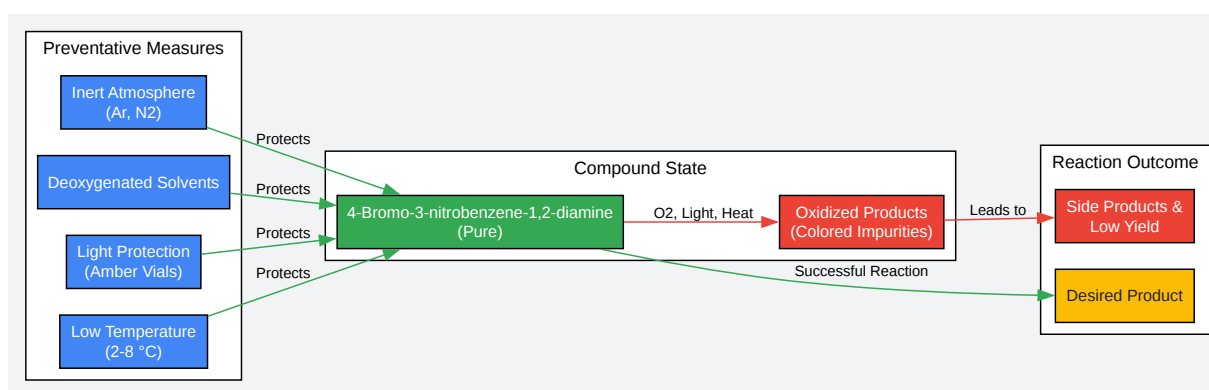 Preventative Measures
Inert Atmosphere
(Ar, N2)
Deoxygenated Solvents
Light Protection
(Amber Vials)
Low Temperature
(2-8 °C)
Protects
Protects
Protects
Protects
Compound State
4-Bromo-3-nitrobenzene-1,2-diamine
(Pure)
O2, Light, Heat
Oxidized Products
(Colored Impurities)
Leads to
Successful Reaction
Reaction Outcome
Side Products &
Low Yield
Desired Product